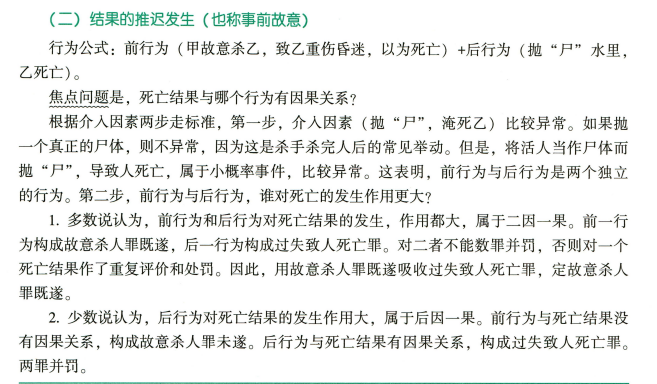 （二）结果的推迟发生（也称事前故意）
行为公式：前行为（甲故意杀乙，致乙重伤昏迷，以为死亡）+后行为（抛“尸”水里，
乙死亡）。
焦点问题是，死亡结果与哪个行为有因果关系？
根据介入因素两步走标准，第一步，介入因素（抛“尸”，淹死乙）比较异常。如果抛
一个真正的尸体，则不异常，因为这是杀手杀完人后的常见举动。但是，将活人当作尸体而
抛“尸”，导致人死亡，属于小概率事件，比较异常。这表明，前行为与后行为是两个独立
的行为。第二步，前行为与后行为，谁对死亡的发生作用更大？
1. 多数说认为，前行为和后行为对死亡结果的发生，作用都大，属于二因一果。前一行
为构成故意杀人罪既遂，后一行为构成过失致人死亡罪。对二者不能数罪并罚，否则对一个
死亡结果作了重复评价和处罚。因此，用故意杀人罪既遂吸收过失致人死亡罪，定故意杀人
罪既遂。
2. 少数说认为，后行为对死亡结果的发生作用大，属于后因一果。前行为与死亡结果没
有因果关系，构成故意杀人罪未遂。后行为与死亡结果有因果关系，构成过失致人死亡罪。
两罪并罚。